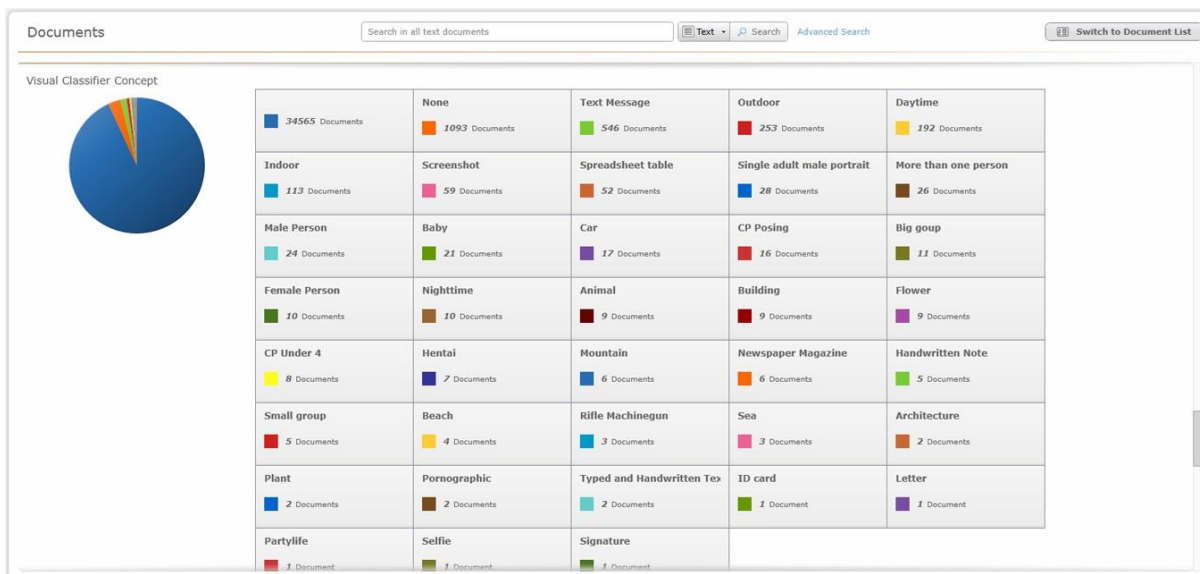 Documents
Search in all text documents
Text
Search
Advanced Search
Switch to Document List
Visual Classifier Concept
34565 Documents
None
1093 Documents
Text Message
546 Documents
Outdoor
253 Documents
Daytime
192 Documents
Indoor
113 Documents
Screenshot
59 Documents
Spreadsheet table
52 Documents
Single adult male portrait
28 Documents
More than one person
26 Documents
Male Person
24 Documents
Baby
21 Documents
Car
17 Documents
CP Posing
16 Documents
Big goup
11 Documents
Female Person
10 Documents
Nighttime
10 Documents
Animal
9 Documents
Building
9 Documents
Flower
9 Documents
CP Under 4
8 Documents
Hentai
7 Documents
Mountain
6 Documents
Newspaper Magazine
6 Documents
Handwritten Note
5 Documents
Small group
5 Documents
Beach
4 Documents
Rifle Machinegun
3 Documents
Sea
3 Documents
Architecture
2 Documents
Plant
2 Documents
Pornographic
2 Documents
Typed and Handwritten Tex
2 Documents
ID card
1 Document
Letter
1 Document
Partylife
1 Document
Selfie
1 Document
Signature
1 Document